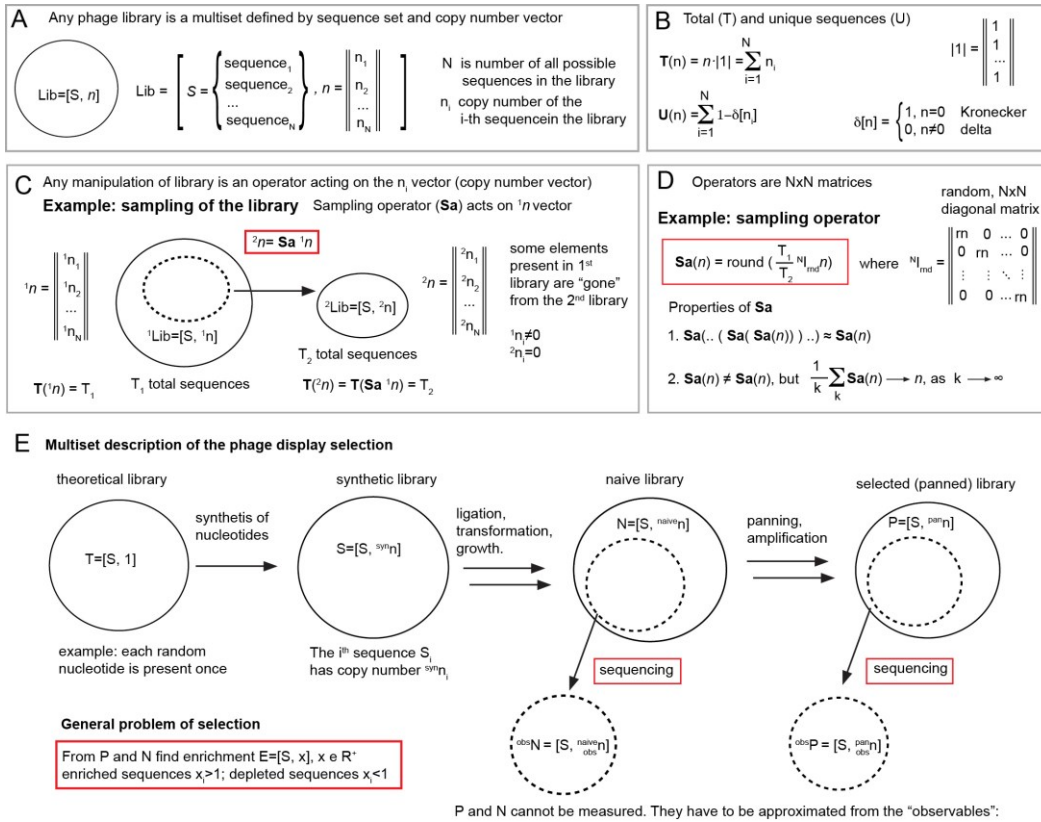 A Any phage library is a multiset defined by sequence set and copy number vector
Lib=[S, n]
Lib = [ S = { sequence₁ sequence₂ ... sequence_N } , n = ‖ n₁ n₂ ... n_N ‖ ]
N is number of all possible
sequences in the library
nᵢ copy number of the
i-th sequencein the library
B Total (T) and unique sequences (U)
T(n) = n·|1| = ∑ᵢ₌₁ᴺ nᵢ
|1| = ‖ 1 1 ... 1 ‖
U(n) = ∑ᵢ₌₁ᴺ 1−δ[nᵢ]
δ[n] = { 1, n=0 0, n≠0 Kronecker delta
C Any manipulation of library is an operator acting on the nᵢ vector (copy number vector)
Example: sampling of the library Sampling operator (Sa) acts on ¹n vector
²n= Sa ¹n
¹n = ‖ ¹n₁ ¹n₂ ... ¹n_N ‖
¹Lib=[S, ¹n]
²Lib=[S, ²n]
²n = ‖ ²n₁ ²n₂ ... ²n_N ‖
some elements
present in 1st
library are “gone”
from the 2nd library
¹nᵢ≠0
²nᵢ=0
T(¹n) = T₁
T₁ total sequences
T₂ total sequences
T(²n) = T(Sa ¹n) = T₂
D Operators are NxN matrices
random, NxN
diagonal matrix
Example: sampling operator
Sa(n) = round ( T₁/T₂ ᴺI_rnd n)
where ᴺI_rnd = ‖ rn 0 ... 0 0 rn ... 0 ⋮ ⋮ ⋱ ⋮ 0 0 ... rn ‖
Properties of Sa
1. Sa(.. ( Sa( Sa(n)) ) ..) ≈ Sa(n)
2. Sa(n) ≠ Sa(n), but 1/k ∑ₖ Sa(n) → n, as k → ∞
E Multiset description of the phage display selection
theoretical library
T=[S, 1]
example: each random
nucleotide is present once
synthetis of
nucleotides
synthetic library
S=[S, ˢʸⁿn]
The iᵗʰ sequence Sᵢ
has copy number ˢʸⁿnᵢ
ligation,
transformation,
growth.
naive library
N=[S, ⁿᵃⁱᵛᵉn]
panning,
amplification
selected (panned) library
P=[S, ᵖᵃⁿn]
sequencing
sequencing
ᵒᵇˢN = [S, naive obs n]
ᵒᵇˢP = [S, pan obs n]
General problem of selection
From P and N find enrichment E=[S, x], x e R⁺
enriched sequences xᵢ>1; depleted sequences xᵢ<1
P and N cannot be measured. They have to be approximated from the “observables”: